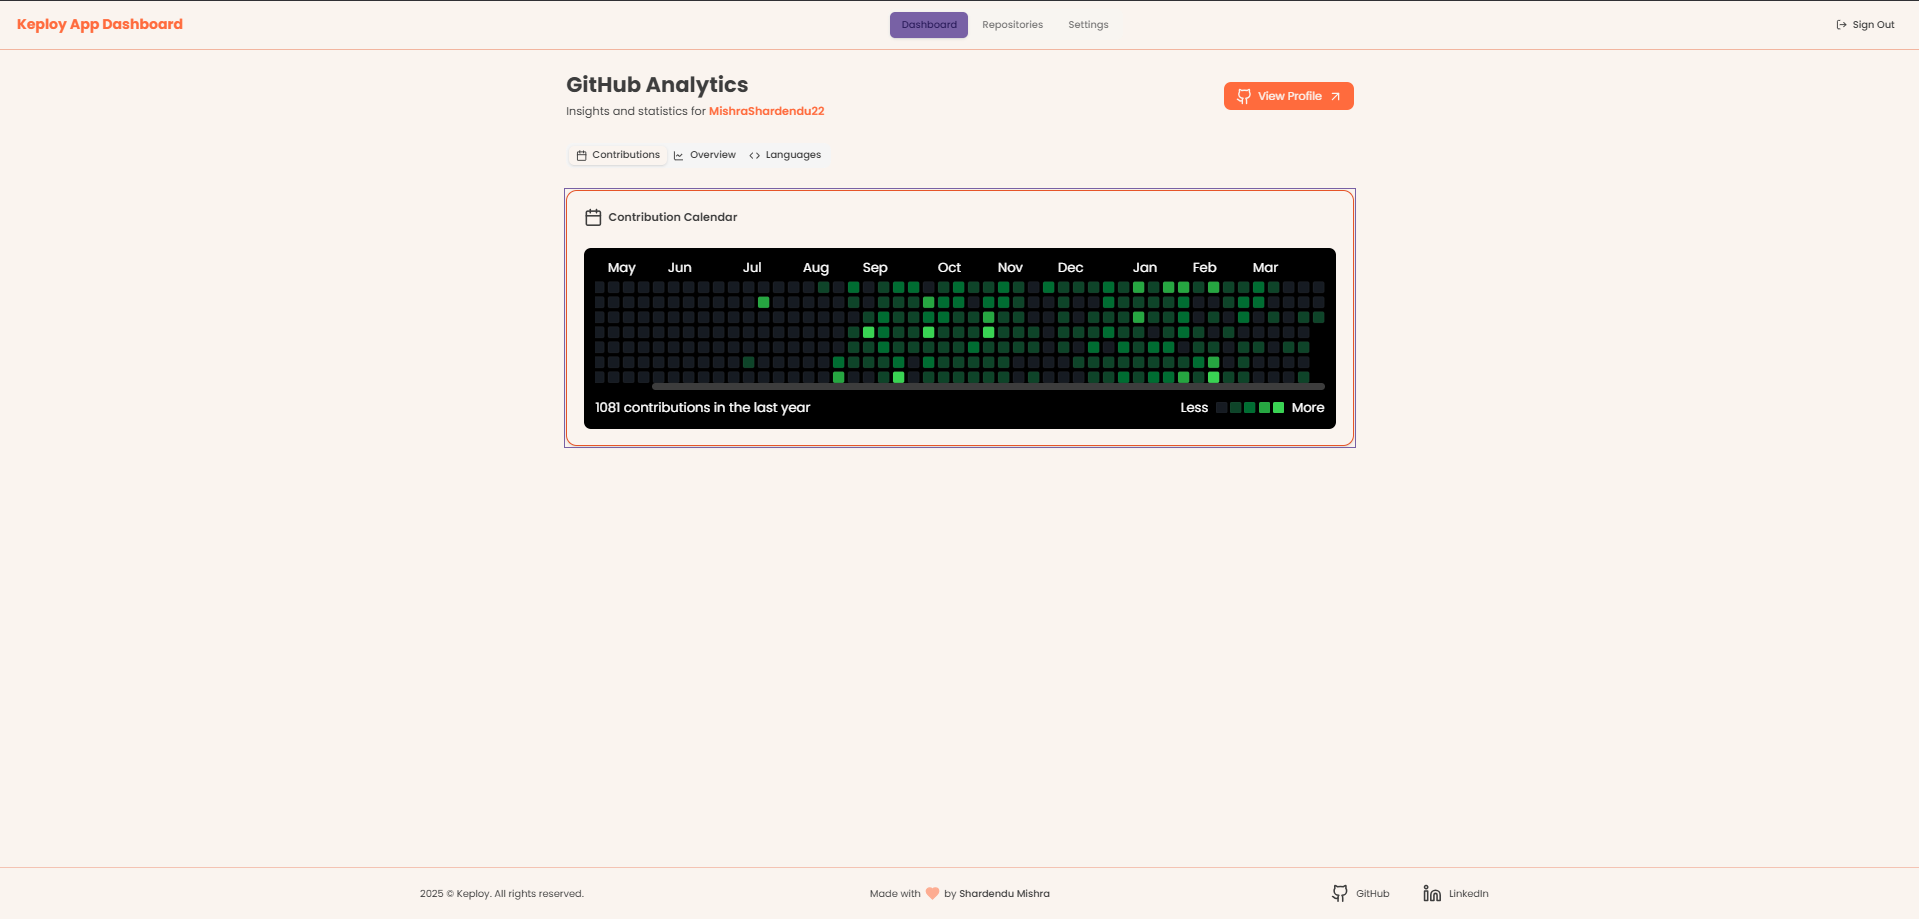 Keploy App Dashboard
Dashboard Repositories Settings
Sign Out
GitHub Analytics
Insights and statistics for MishraShardendu22
View Profile
Contributions Overview Languages
Contribution Calendar
May Jun Jul Aug Sep Oct Nov Dec Jan Feb Mar
1081 contributions in the last year
Less More
2025 © Keploy. All rights reserved.
Made with by Shardendu Mishra
GitHub LinkedIn